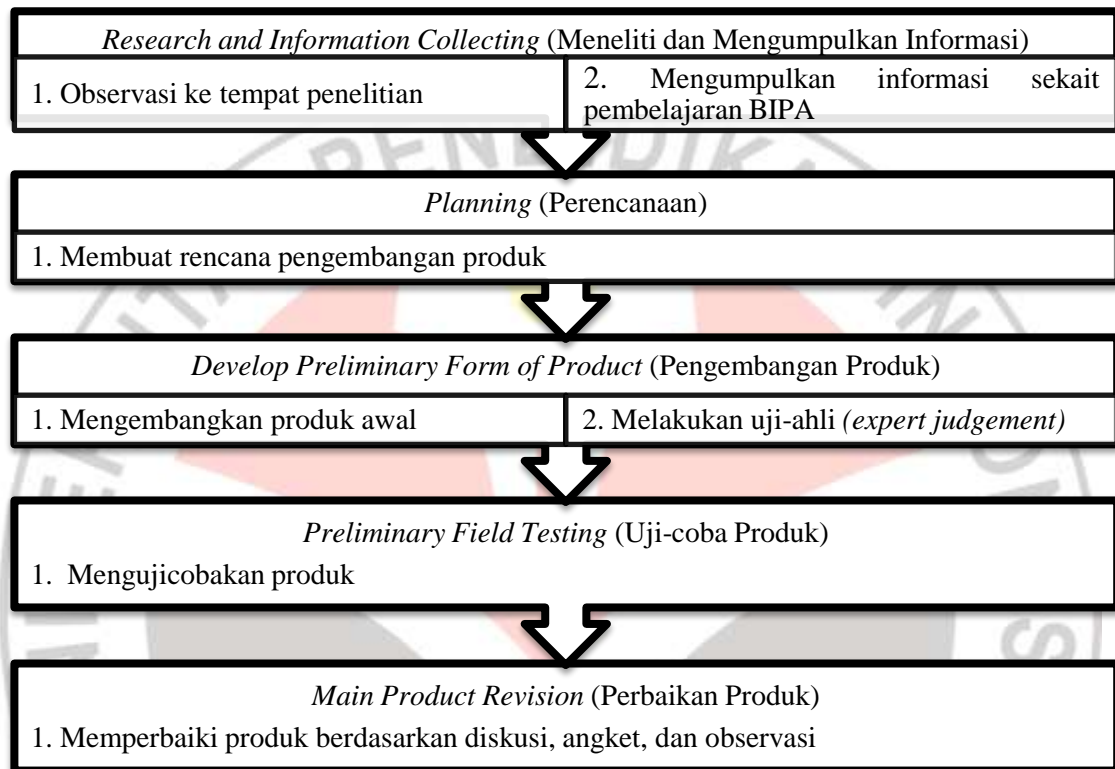 Research and Information Collecting (Meneliti dan Mengumpulkan Informasi)
1. Observasi ke tempat penelitian
2. Mengumpulkan informasi sekait
pembelajaran BIPA
Planning (Perencanaan)
1. Membuat rencana pengembangan produk
Develop Preliminary Form of Product (Pengembangan Produk)
1. Mengembangkan produk awal
2. Melakukan uji-ahli (expert judgement)
Preliminary Field Testing (Uji-coba Produk)
1. Mengujicobakan produk
Main Product Revision (Perbaikan Produk)
1. Memperbaiki produk berdasarkan diskusi, angket, dan observasi